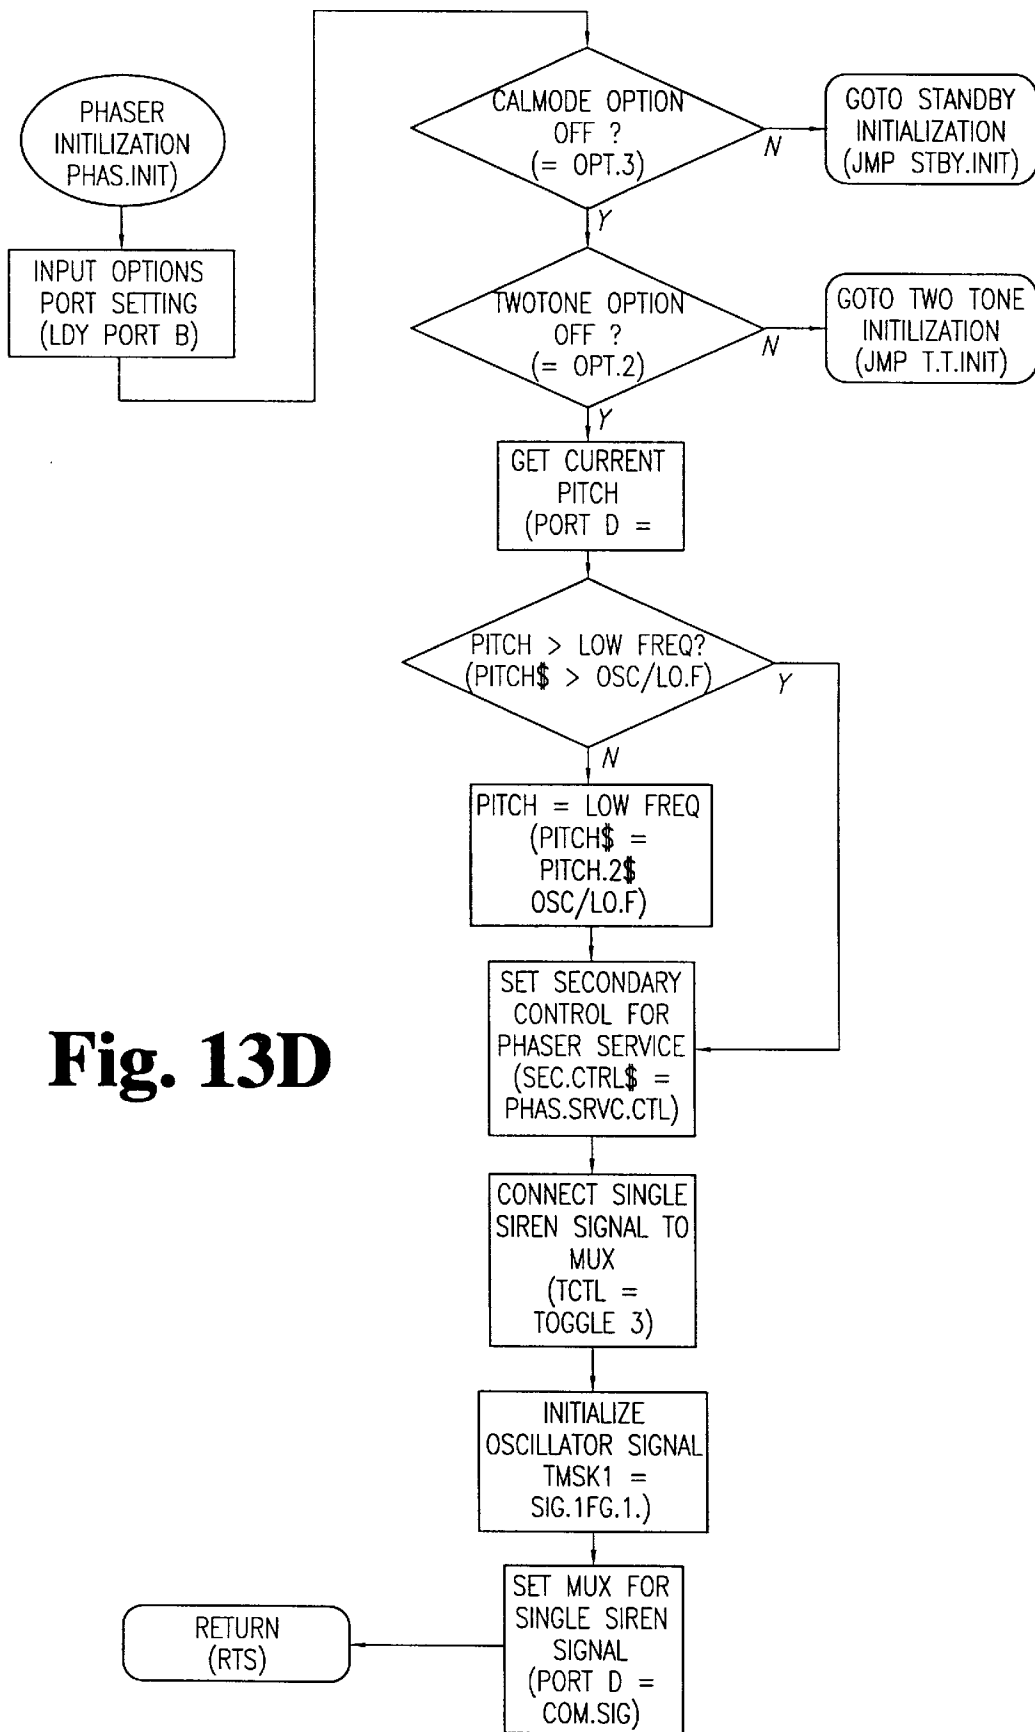 PHASER
INITILIZATION
PHAS.INIT)
INPUT OPTIONS
PORT SETTING
(LDY PORT B)
CALMODE OPTION
OFF ?
(= OPT.3)
N
GOTO STANDBY
INITIALIZATION
(JMP STBY.INIT)
Y
TWOTONE OPTION
OFF ?
(= OPT.2)
N
GOTO TWO TONE
INITILIZATION
(JMP T.T.INIT)
Y
GET CURRENT
PITCH
(PORT D =
PITCH > LOW FREQ?
(PITCH$ > OSC/LO.F)
Y
N
PITCH = LOW FREQ
(PITCH$ =
PITCH.2$
OSC/LO.F)
SET SECONDARY
CONTROL FOR
PHASER SERVICE
(SEC.CTRL$ =
PHAS.SRVC.CTL)
Fig. 13D
CONNECT SINGLE
SIREN SIGNAL TO
MUX
(TCTL =
TOGGLE 3)
INITIALIZE
OSCILLATOR SIGNAL
TMSK1 =
SIG.1FG.1.)
SET MUX FOR
SINGLE SIREN
SIGNAL
(PORT D =
COM.SIG)
RETURN
(RTS)